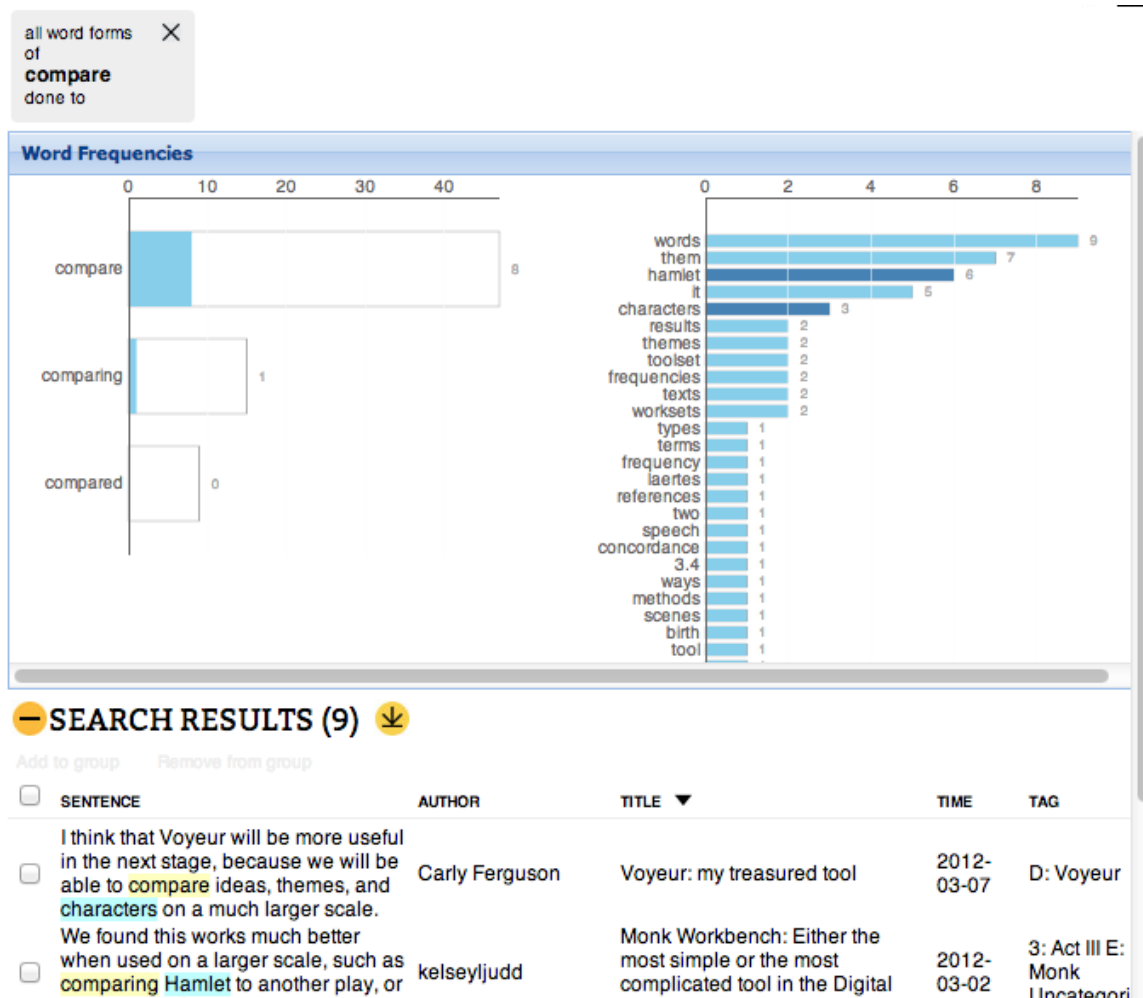 all word forms
of
compare
done to
Word Frequencies
0 10 20 30 40
compare 8
comparing 1
compared 0
0 2 4 6 8
words 9
them 7
hamlet 6
it 5
characters 3
results 2
themes 2
toolset 2
frequencies 2
texts 2
worksets 2
types 1
terms 1
frequency 1
laertes 1
references 1
two 1
speech 1
concordance 1
3.4 1
ways 1
methods 1
scenes 1
birth 1
tool 1
SEARCH RESULTS (9)
Add to group Remove from group
SENTENCE AUTHOR TITLE TIME TAG
I think that Voyeur will be more useful
in the next stage, because we will be
able to compare ideas, themes, and
characters on a much larger scale.
Carly Ferguson
Voyeur: my treasured tool
2012-
03-07
D: Voyeur
We found this works much better
when used on a larger scale, such as
comparing Hamlet to another play, or
kelseyljudd
Monk Workbench: Either the
most simple or the most
complicated tool in the Digital
2012-
03-02
3: Act III E:
Monk
Uncategori